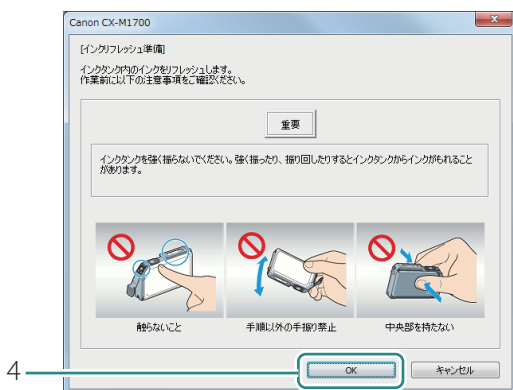 Canon CX-M1700
[インクリフレッシュ準備]
インクタンク内のインクをリフレッシュします。
作業前に以下の注意事項をご確認ください。
重要
インクタンクを強く振らないでください。強く振ったり、振り回したりするとインクタンクからインクがもれること
があります。
触らないこと
手順以外の手振り禁止
中央部を持たない
4
OK
キャンセル